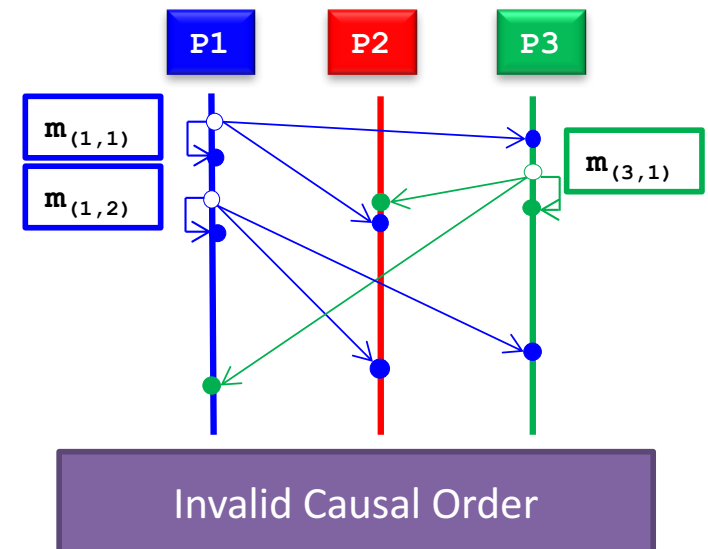 P1 P2 P3
m(1,1)
m(3,1)
m(1,2)
Invalid Causal Order